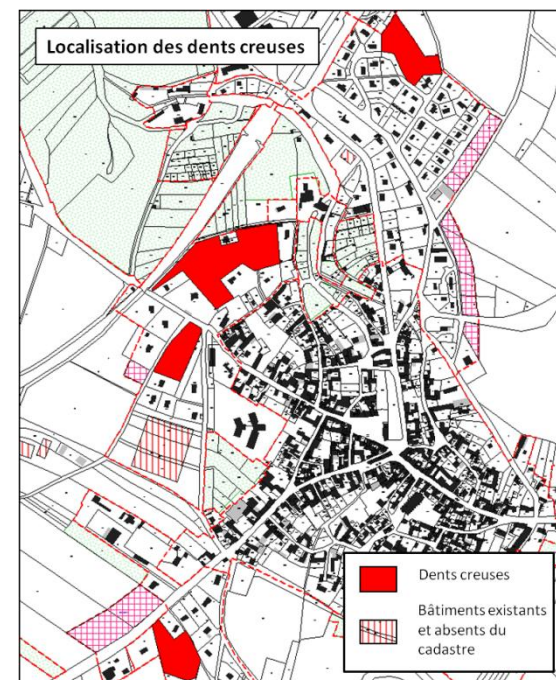 Localisation des dents creuses
Dents creuses
Bâtiments existants
et absents du
cadastre